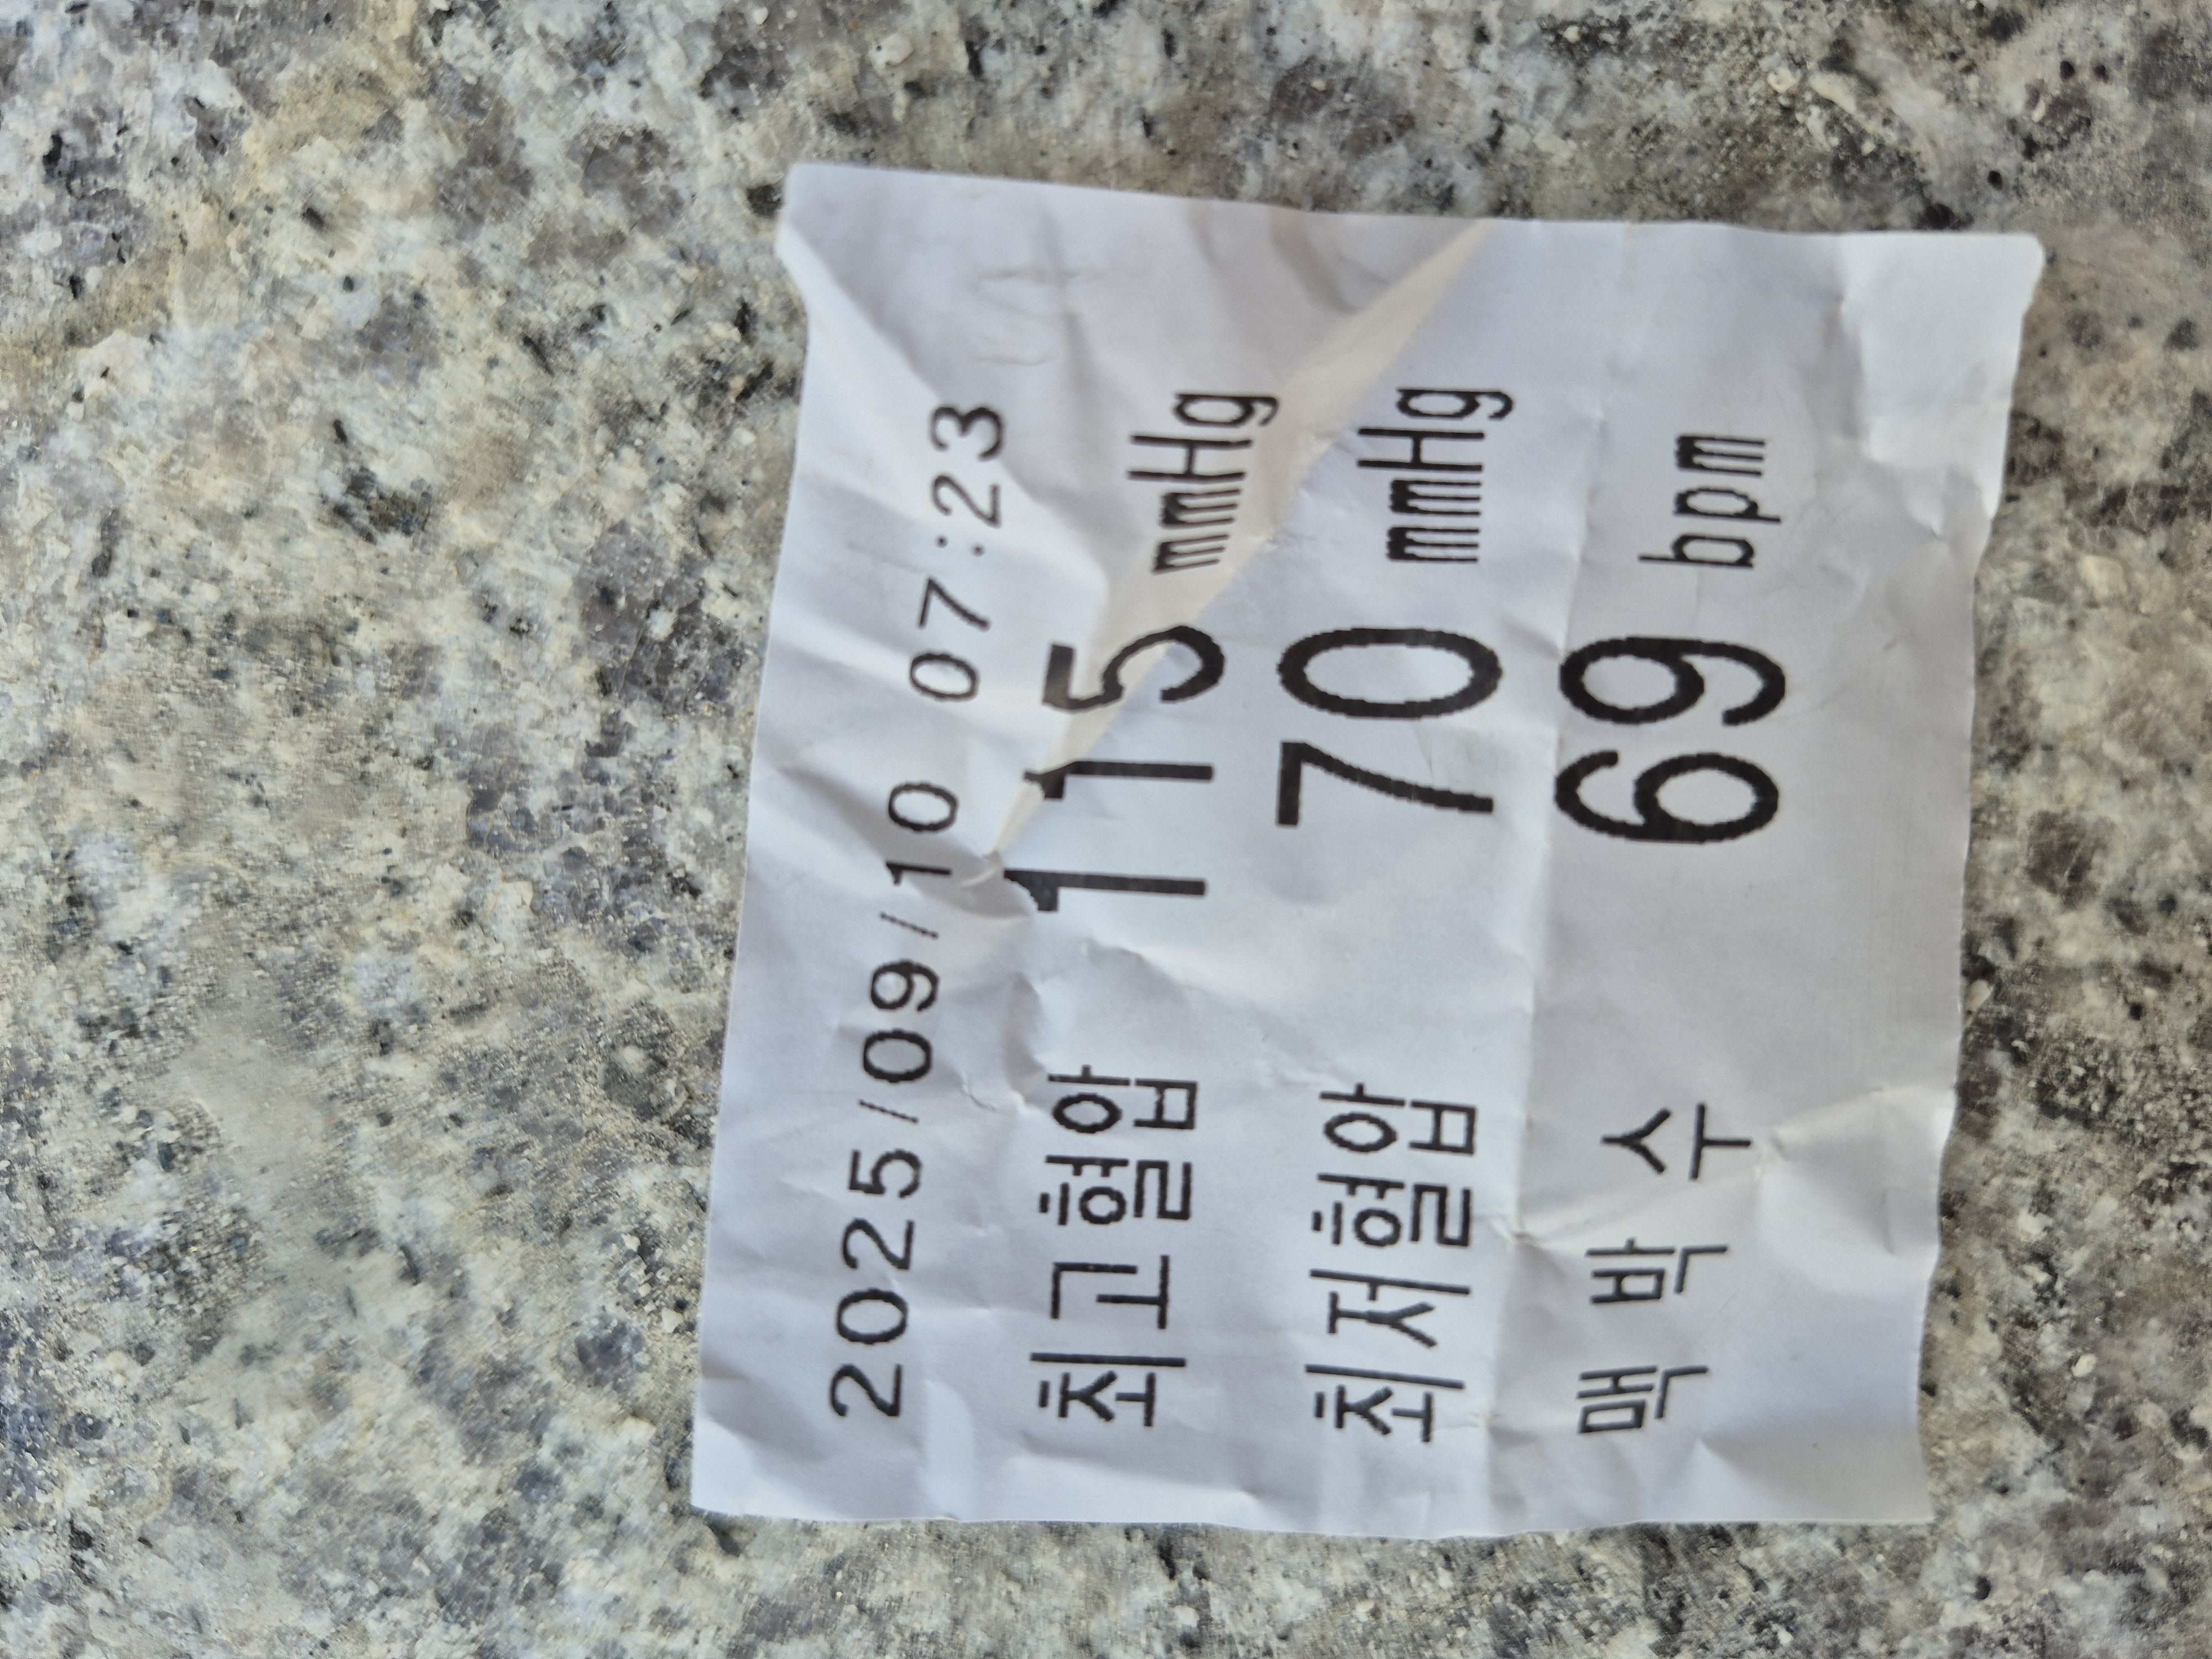 2025/09/10 07:23
최고혈압 115 mmHg
최저혈압 70 mmHg
맥박수 69 bpm